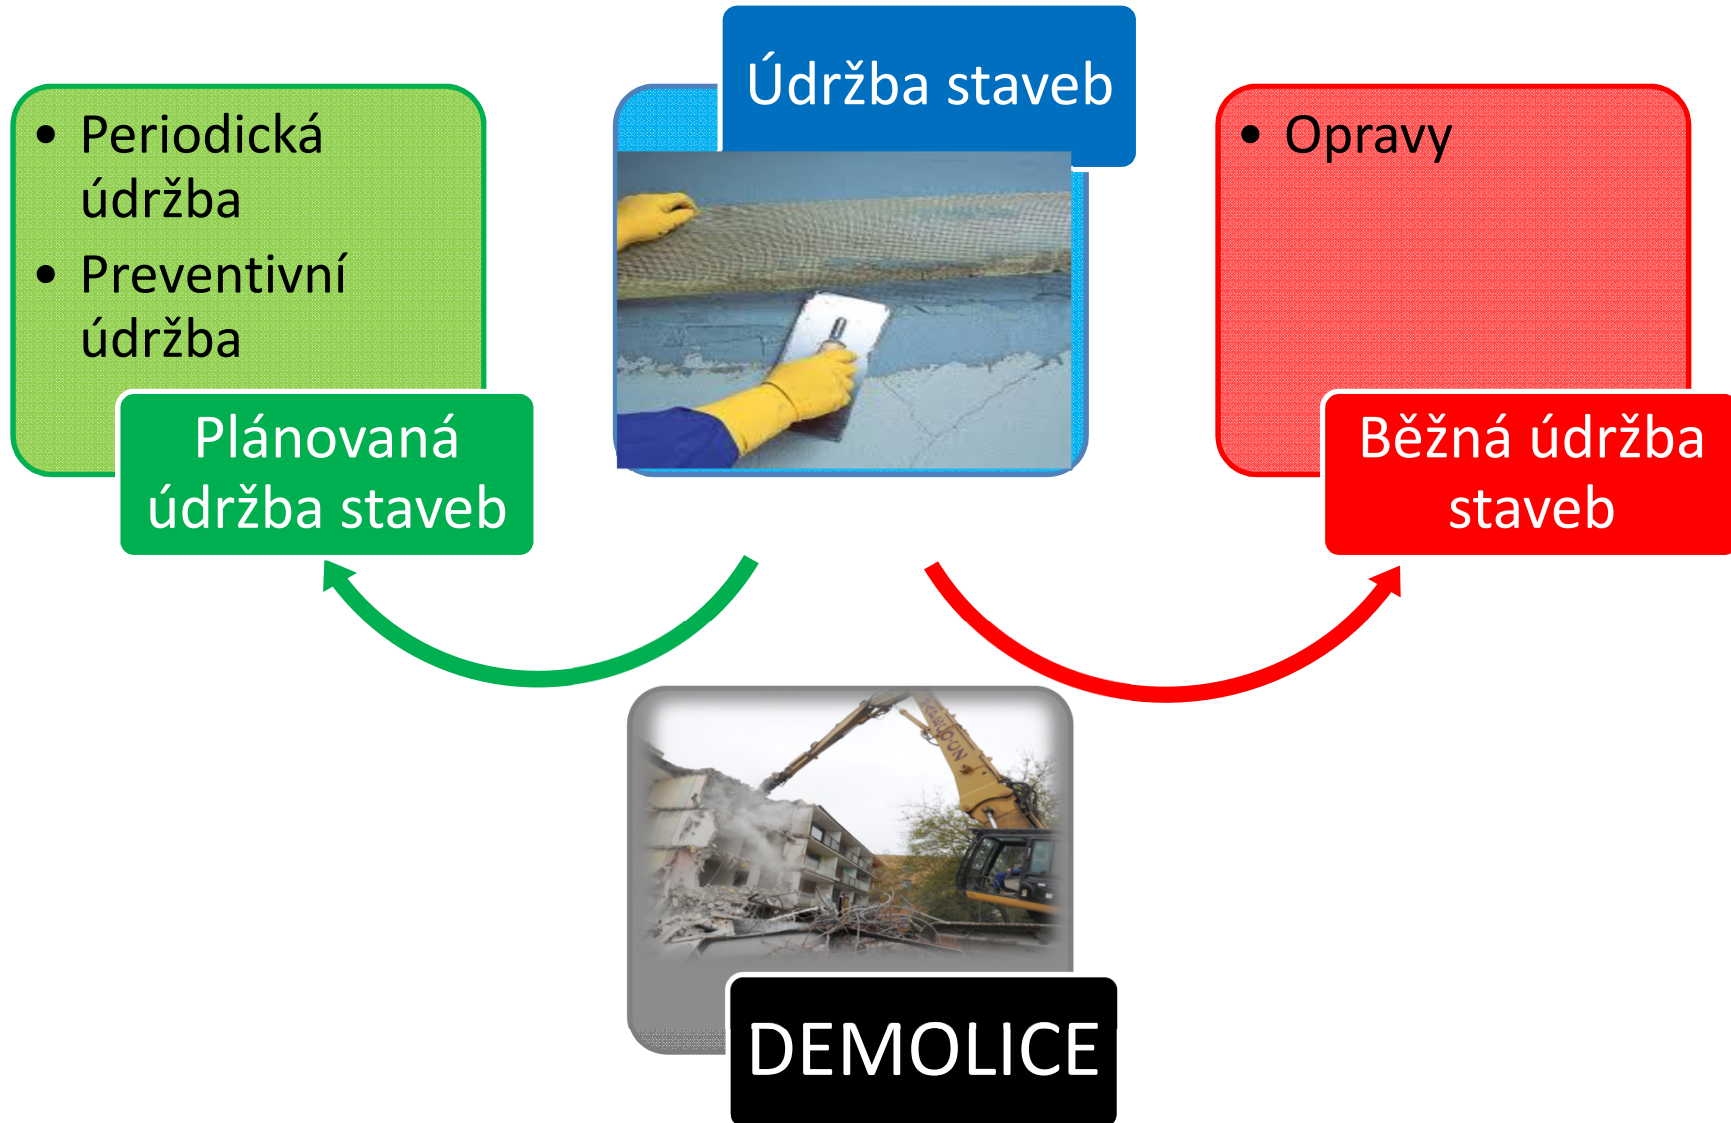 Údržba staveb
• Periodická
údržba
• Preventivní
údržba
Plánovaná
údržba staveb
• Opravy
Běžná údržba
staveb
DEMOLICE